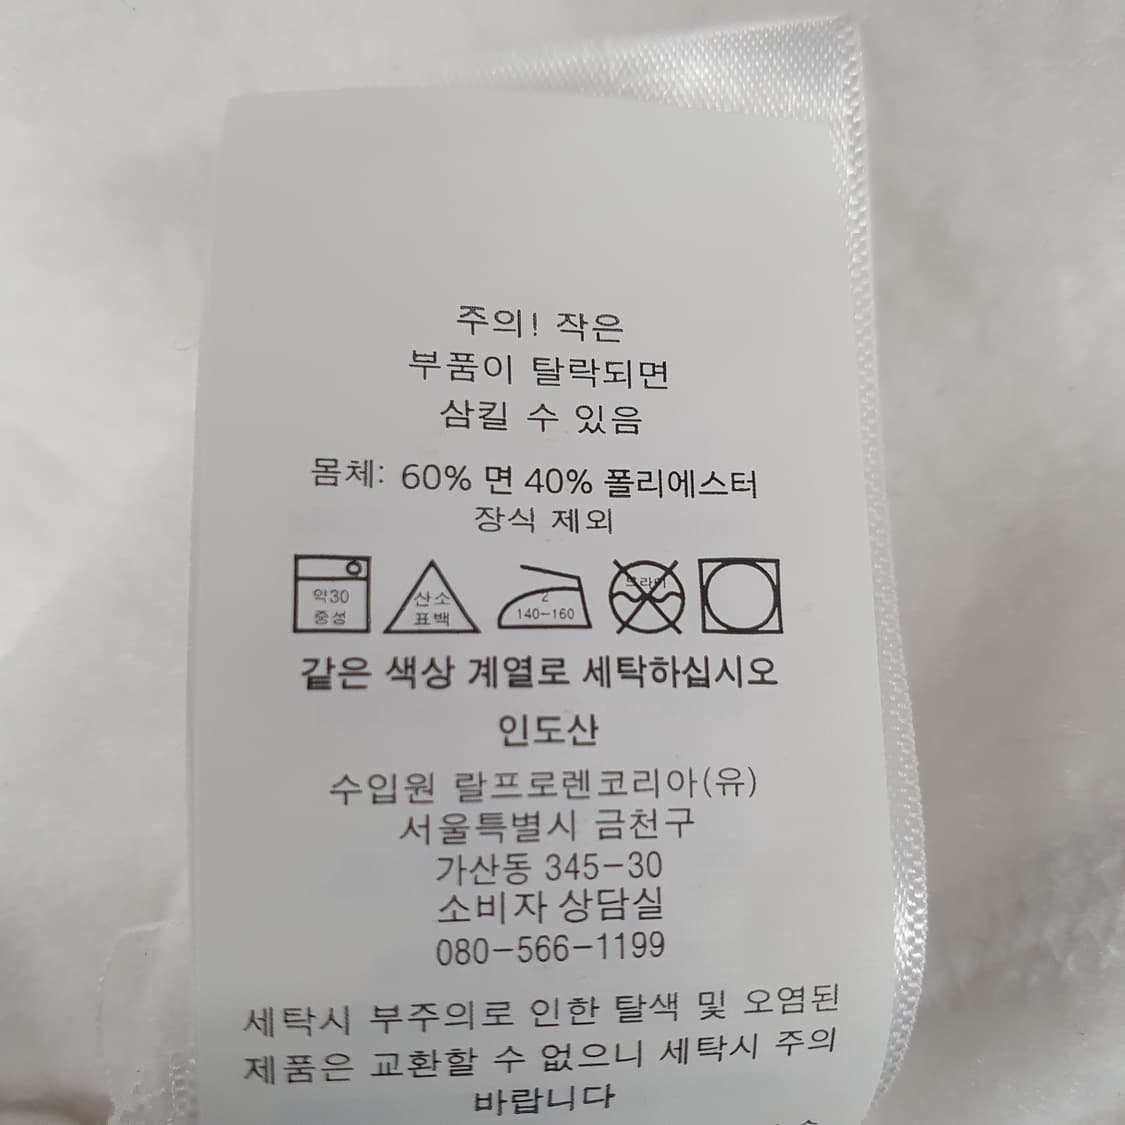 주의! 작은
부품이 탈락되면
삼킬 수 있음
몸체: 60% 면 40% 폴리에스터
장식 제외
약30
중성
산소
표백
2
140-160
드라이
같은 색상 계열로 세탁하십시오
인도산
수입원 랄프로렌코리아(유)
서울특별시 금천구
가산동 345-30
소비자 상담실
080-566-1199
세탁시 부주의로 인한 탈색 및 오염된
제품은 교환할 수 없으니 세탁시 주의
바랍니다